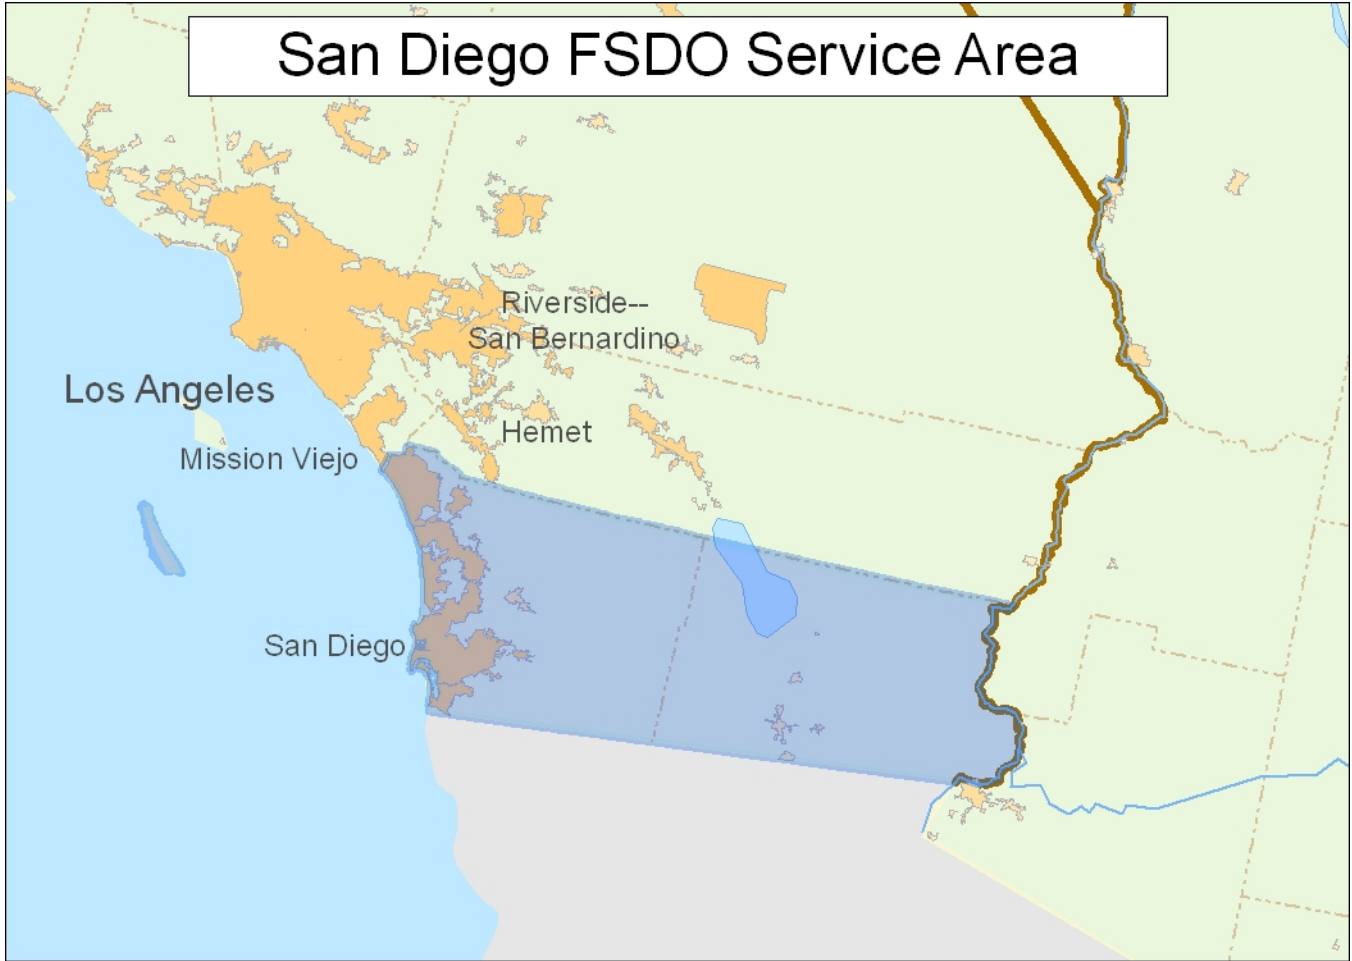 San Diego FSDO Service Area
Riverside--
San Bernardino
Los Angeles
Hemet
Mission Viejo
San Diego